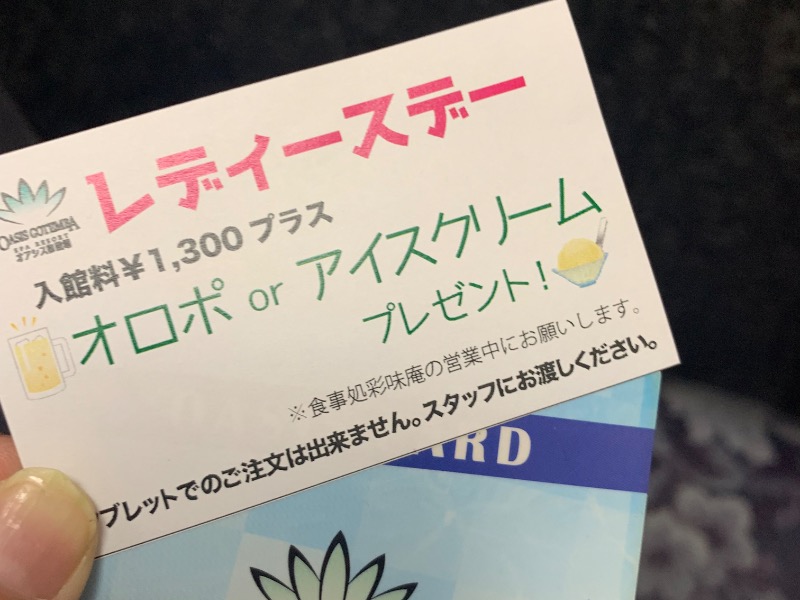 レディースデー
OASIS GOTEMBA
SPA RESORT
オアシス御殿場
入館料¥1,300プラス
オロポ or アイスクリーム
プレゼント!
※食事処彩味庵の営業中にお願いします。
ブレットでのご注文は出来ません。スタッフにお渡しください。
ARD